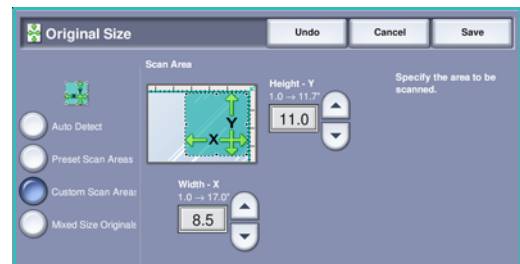 Original Size
Undo
Cancel
Save
Scan Area
Auto Detect
Preset Scan Areas
Custom Scan Areas
Mixed Size Originals
Y
X
Height - Y
1.0 → 11.7"
11.0
Width - X
1.0 → 17.0"
8.5
Specify the area to be
scanned.